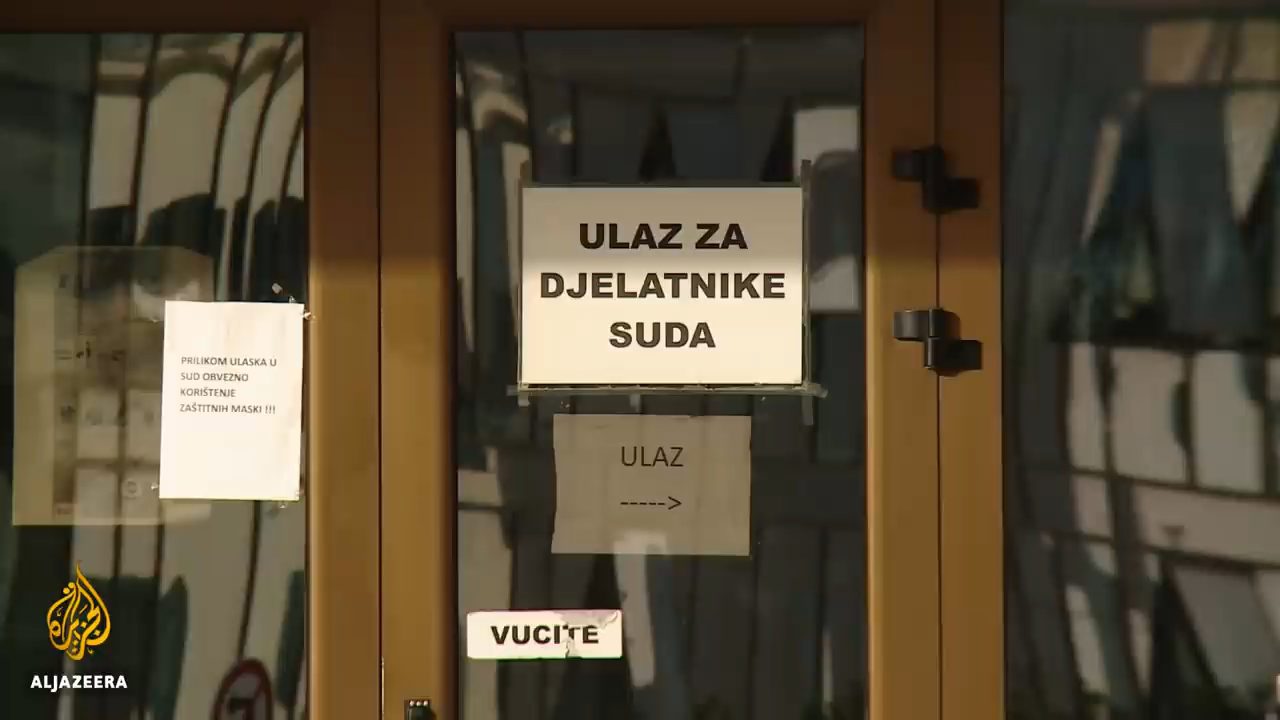 ULAZ ZA
DJELATNIKE
SUDA
PRILIKOM ULASKA U
SUD OBVEZNO
KORIŠTENJE
ZAŠTITNIH MASKI !!!
ULAZ
----->
VUCITE
ALJAZEERA